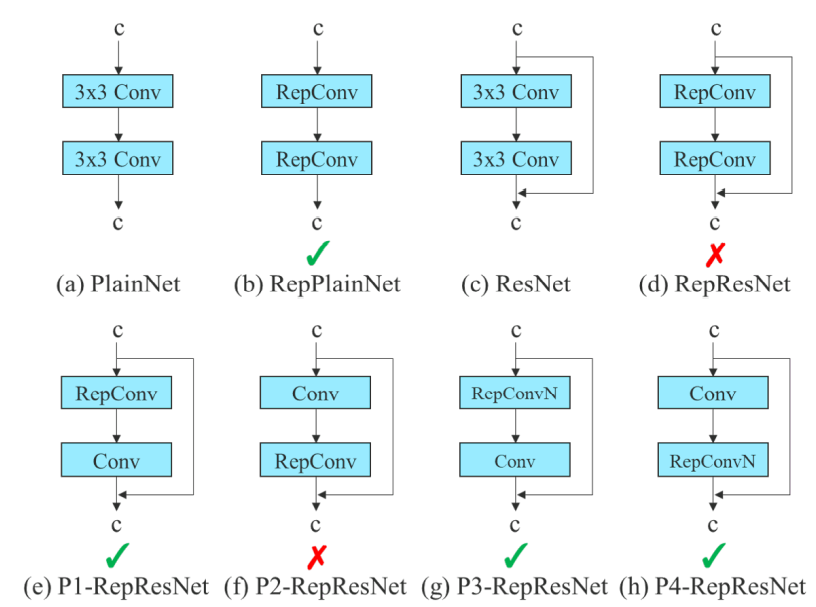 c c c c
3x3 Conv RepConv 3x3 Conv RepConv
3x3 Conv RepConv 3x3 Conv RepConv
c c c c
✓ ✗
(a) PlainNet (b) RepPlainNet (c) ResNet (d) RepResNet
c c c c
RepConv Conv RepConvN Conv
Conv RepConv Conv RepConvN
c c c c
✓ ✗ ✓ ✓
(e) P1-RepResNet (f) P2-RepResNet (g) P3-RepResNet (h) P4-RepResNet